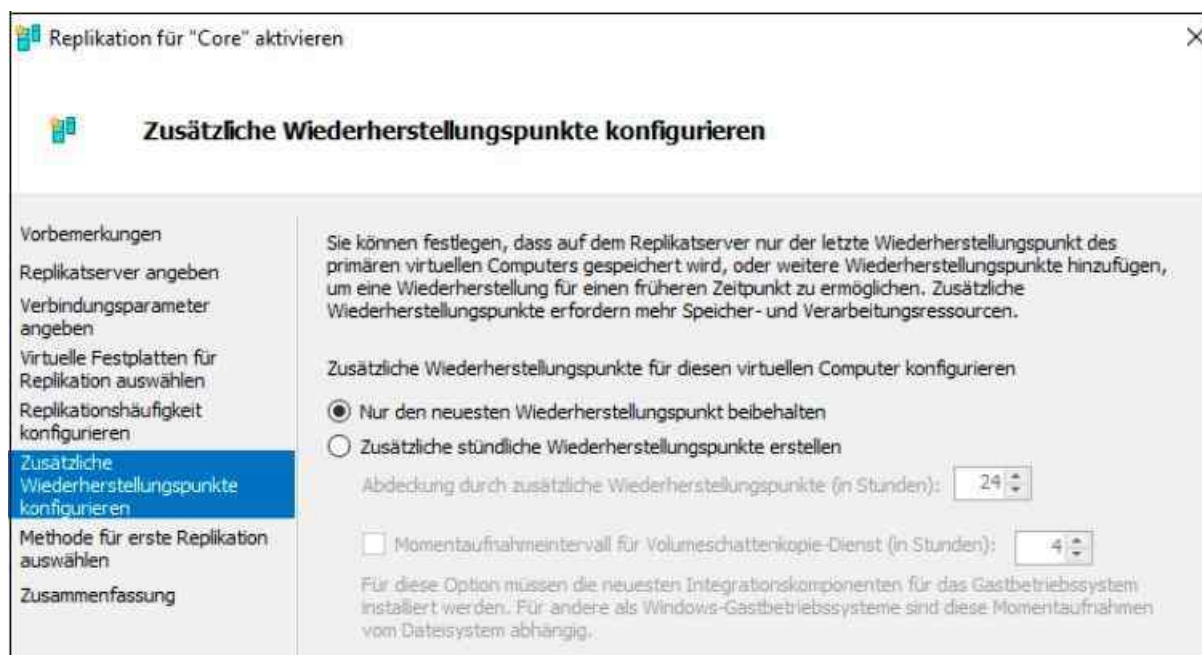 Replikation für "Core" aktivieren
Zusätzliche Wiederherstellungspunkte konfigurieren
Vorbemerkungen
Replikatserver angeben
Verbindungsparameter
angeben
Virtuelle Festplatten für
Replikation auswählen
Replikationshäufigkeit
konfigurieren
Zusätzliche
Wiederherstellungspunkte
konfigurieren
Methode für erste Replikation
auswählen
Zusammenfassung
Sie können festlegen, dass auf dem Replikatserver nur der letzte Wiederherstellungspunkt des
primären virtuellen Computers gespeichert wird, oder weitere Wiederherstellungspunkte hinzufügen,
um eine Wiederherstellung für einen früheren Zeitpunkt zu ermöglichen. Zusätzliche
Wiederherstellungspunkte erfordern mehr Speicher- und Verarbeitungsressourcen.
Zusätzliche Wiederherstellungspunkte für diesen virtuellen Computer konfigurieren
Nur den neuesten Wiederherstellungspunkt beibehalten
Zusätzliche stündliche Wiederherstellungspunkte erstellen
Abdeckung durch zusätzliche Wiederherstellungspunkte (in Stunden): 24
Momentaufnahmeintervall für Volumeschattenkopie-Dienst (in Stunden): 4
Für diese Option müssen die neuesten Integrationskomponenten für das Gastbetriebssystem
installiert werden. Für andere als Windows-Gastbetriebssysteme sind diese Momentaufnahmen
vom Dateisystem abhängig.